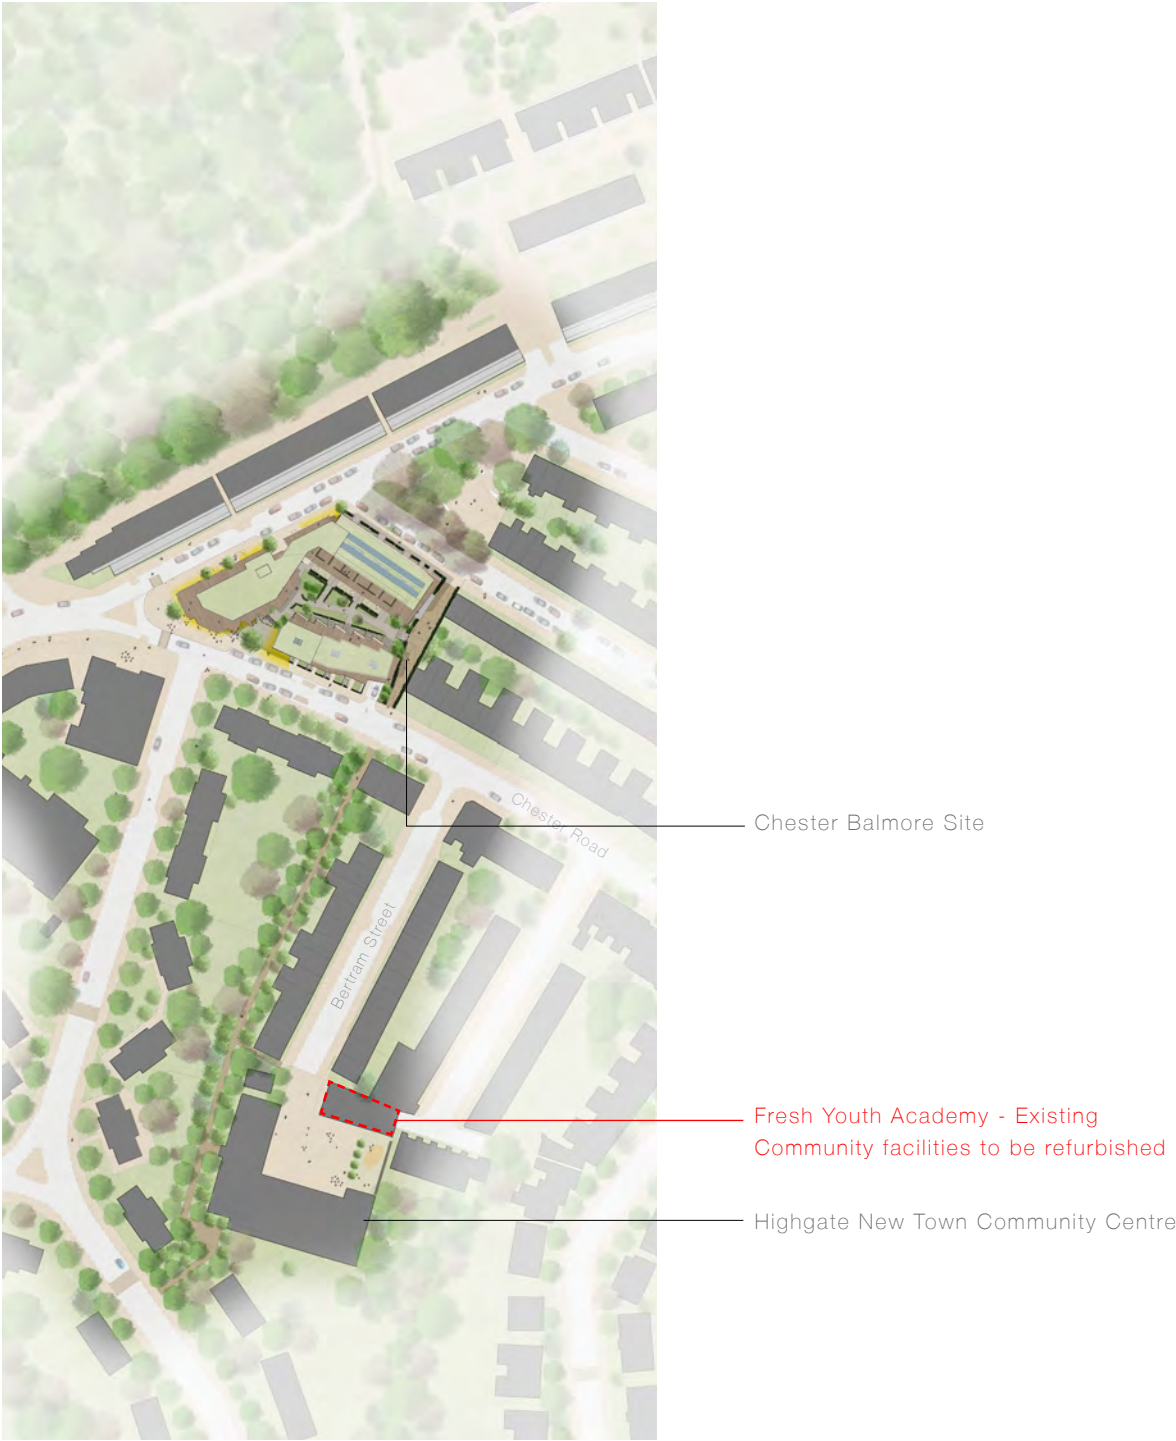 Chester Road
Chester Balmore Site
Bertram Street
Fresh Youth Academy - Existing
Community facilities to be refurbished
Highgate New Town Community Centre